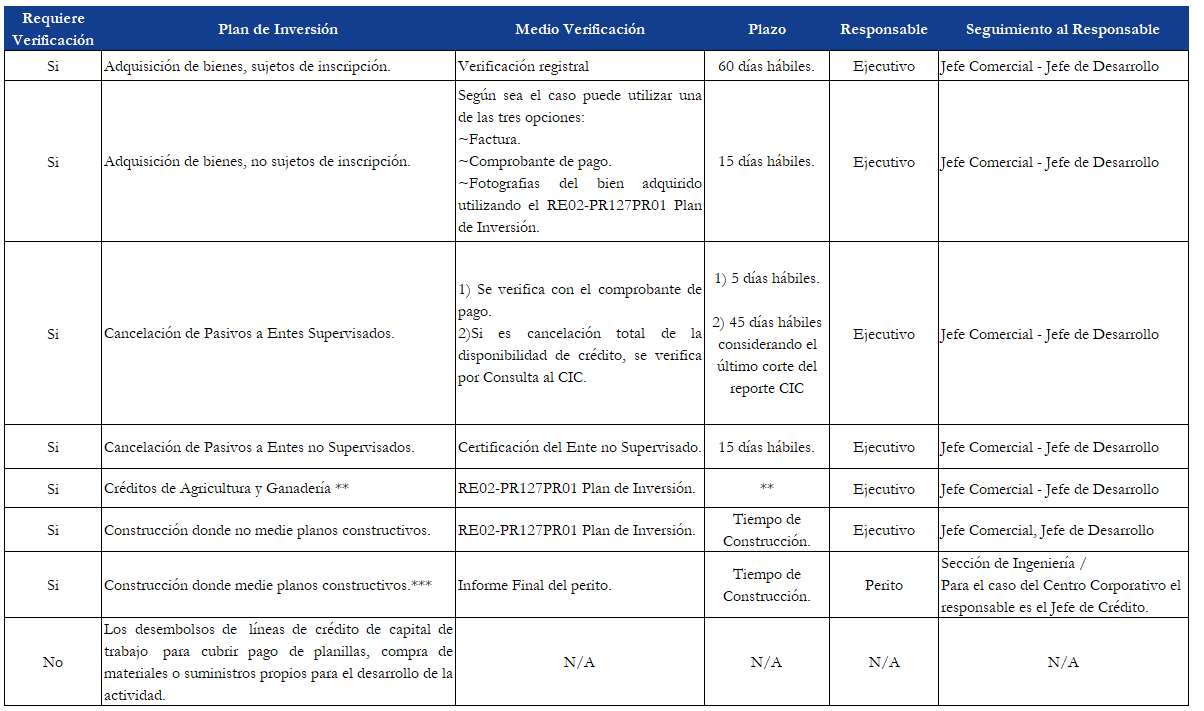 Requiere
Verificación
Plan de Inversión
Medio Verificación
Plazo
Responsable
Seguimiento al Responsable
Si
Adquisición de bienes, sujetos de inscripción.
Verificación registral
60 días hábiles.
Ejecutivo
Jefe Comercial - Jefe de Desarrollo
Si
Adquisición de bienes, no sujetos de inscripción.
Según sea el caso puede utilizar una
de las tres opciones:
~Factura.
~Comprobante de pago.
~Fotografias del bien adquirido
utilizando el RE02-PR127PR01 Plan
de Inversión.
15 días hábiles.
Ejecutivo
Jefe Comercial - Jefe de Desarrollo
Si
Cancelación de Pasivos a Entes Supervisados.
1) Se verifica con el comprobante de
pago.
2)Si es cancelación total de la
disponibilidad de crédito, se verifica
por Consulta al CIC.
1) 5 días hábiles.
2) 45 días hábiles
considerando el
último corte del
reporte CIC
Ejecutivo
Jefe Comercial - Jefe de Desarrollo
Si
Cancelación de Pasivos a Entes no Supervisados.
Certificación del Ente no Supervisado.
15 días hábiles.
Ejecutivo
Jefe Comercial - Jefe de Desarrollo
Si
Créditos de Agricultura y Ganadería **
RE02-PR127PR01 Plan de Inversión.
**
Ejecutivo
Jefe Comercial - Jefe de Desarrollo
Si
Construcción donde no medie planos constructivos.
RE02-PR127PR01 Plan de Inversión.
Tiempo de
Construcción.
Ejecutivo
Jefe Comercial, Jefe de Desarrollo
Si
Construcción donde medie planos constructivos.***
Informe Final del perito.
Tiempo de
Construcción.
Perito
Sección de Ingeniería /
Para el caso del Centro Corporativo el
responsable es el Jefe de Crédito.
No
Los desembolsos de líneas de crédito de capital de
trabajo para cubrir pago de planillas, compra de
materiales o suministros propios para el desarrollo de la
actividad.
N/A
N/A
N/A
N/A